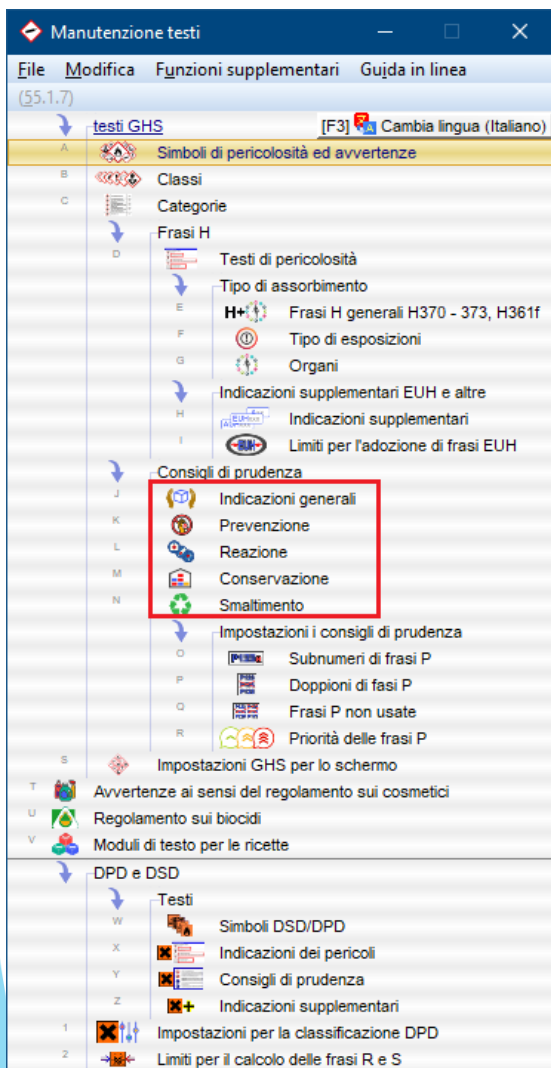 Manutenzione testi
File Modifica Funzioni supplementari Guida in linea
(55.1.7)
testi GHS [F3] Cambia lingua (Italiano)
A Simboli di pericolosità ed avvertenze
B Classi
C Categorie
Frasi H
D Testi di pericolosità
Tipo di assorbimento
E H+ Frasi H generali H370 - 373, H361f
F Tipo di esposizioni
G Organi
Indicazioni supplementari EUH e altre
H Indicazioni supplementari
I EUH Limiti per l'adozione di frasi EUH
Consigli di prudenza
J Indicazioni generali
K Prevenzione
L Reazione
M Conservazione
N Smaltimento
Impostazioni i consigli di prudenza
O Subnumeri di frasi P
P Doppioni di fasi P
Q Frasi P non usate
R Priorità delle frasi P
S Impostazioni GHS per lo schermo
T Avvertenze ai sensi del regolamento sui cosmetici
U Regolamento sui biocidi
V Moduli di testo per le ricette
DPD e DSD
Testi
W Simboli DSD/DPD
X Indicazioni dei pericoli
Y Consigli di prudenza
Z Indicazioni supplementari
1 Impostazioni per la classificazione DPD
2 Limiti per il calcolo delle frasi R e S